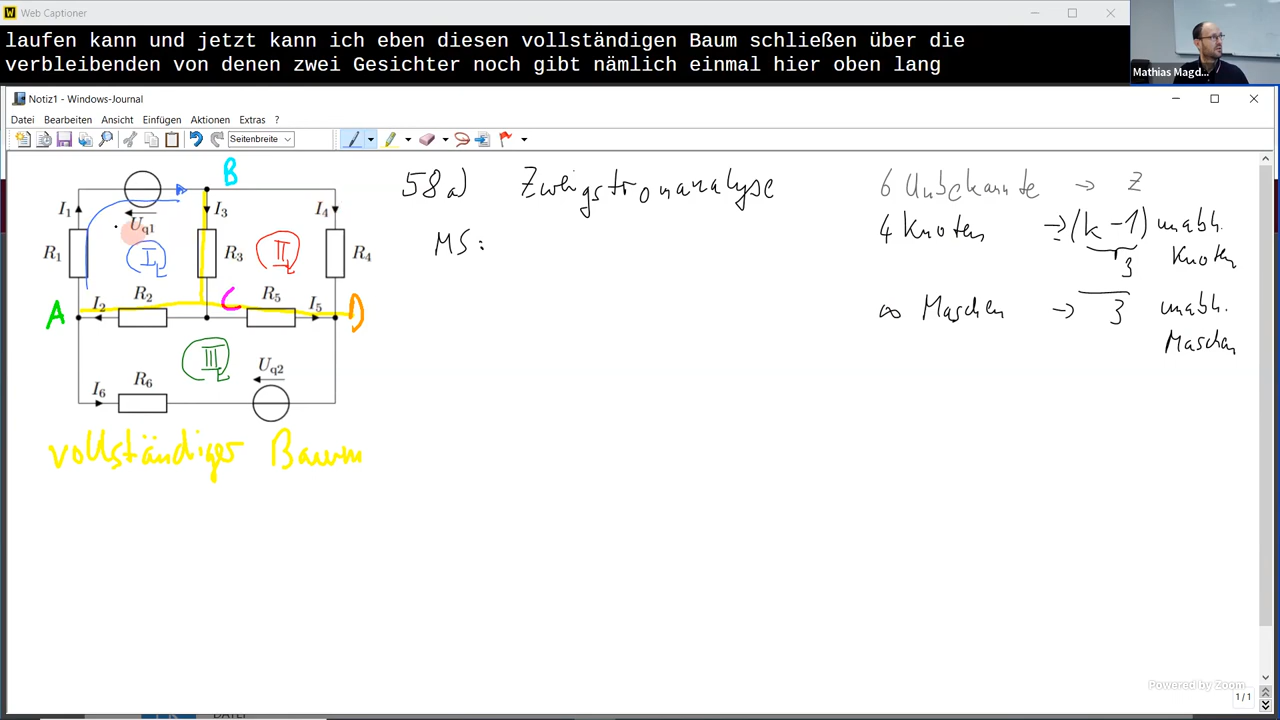 Web Captioner
laufen kann und jetzt kann ich eben diesen vollständigen Baum schließen über die
verbleibenden von denen zwei Gesichter noch gibt nämlich einmal hier oben lang
Mathias Magd...
Notiz1 - Windows-Journal
Datei Bearbeiten Ansicht Einfügen Aktionen Extras ?
Seitenbreite
58a) Zweigstromanalyse
MS:
6 Unbekannte → Z
4 Knoten → (k-1) unabh.
3 Knoten
∞ Maschen → 3 unabh.
Maschen
B
I1 Uq1 I3 I4
R1 I R3 II R4
A I2 R2 C R5 I5 D
III
I6 R6 Uq2
vollständiger Baum
Recorded by Zoom
1/1